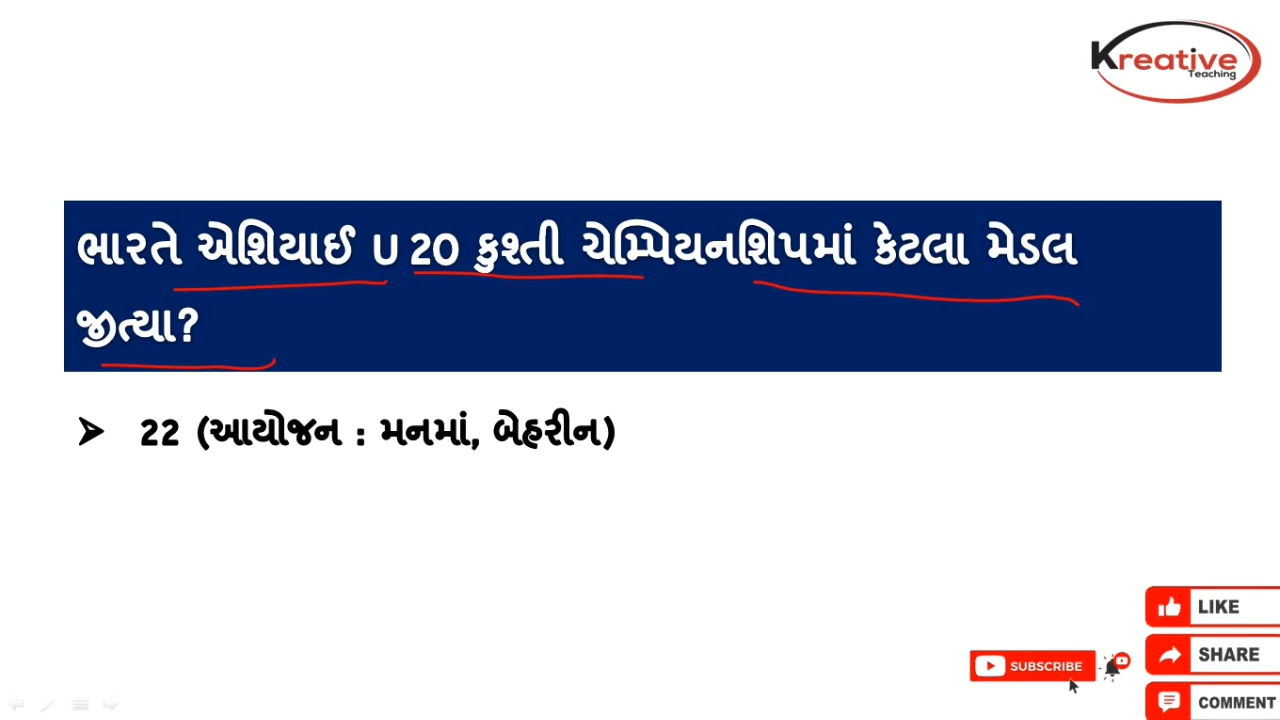 Kreative
Teaching
ભારતે એશિયાઈ U 20 કુશ્તી ચેમ્પિયનશિપમાં કેટલા મેડલ
જીત્યા?
➤ 22 (આયોજન : મનમાં, બેહરીન)
LIKE
SHARE
SUBSCRIBE
COMMENT